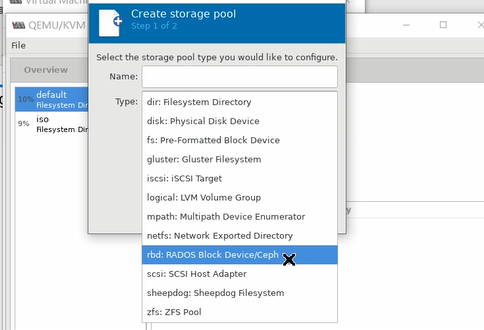 Virtual Machin
Create storage pool
Step 1 of 2
QEMU/KVM
File
Select the storage pool type you would like to configure.
Overview
Name:
default
10%
Filesystem Dir
Type:
dir: Filesystem Directory
iso
9%
Filesystem Dir
disk: Physical Disk Device
fs: Pre-Formatted Block Device
gluster: Gluster Filesystem
iscsi: iSCSI Target
logical: LVM Volume Group
mpath: Multipath Device Enumerator
netfs: Network Exported Directory
rbd: RADOS Block Device/Ceph
scsi: SCSI Host Adapter
sheepdog: Sheepdog Filesystem
zfs: ZFS Pool